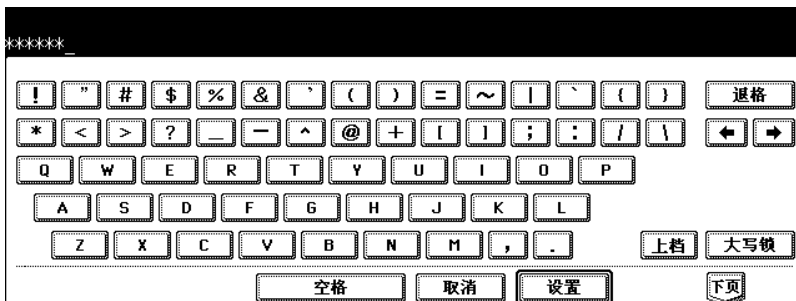 ******_
! " # $ % & ' ( ) = ~ | ` { } 退格
* < > ? _ - ^ @ + [ ] ; : / \ ← →
Q W E R T Y U I O P
A S D F G H J K L
Z X C V B N M , . 上档 大写锁
空格 取消 设置 下页